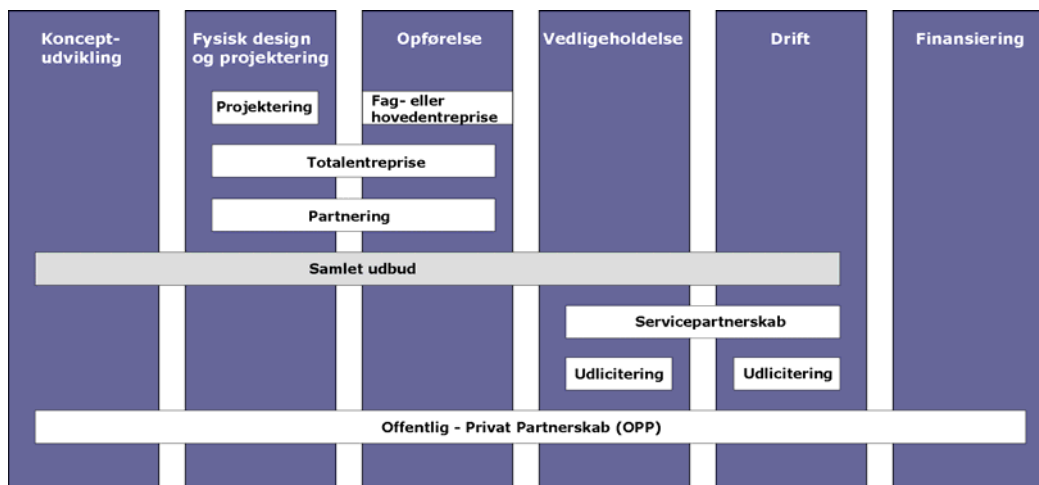 Koncept-
udvikling
Fysisk design
og projektering
Opførelse
Vedligeholdelse
Drift
Finansiering
Projektering
Fag- eller
hovedentreprise
Totalentreprise
Partnering
Samlet udbud
Servicepartnerskab
Udlicitering
Udlicitering
Offentlig - Privat Partnerskab (OPP)